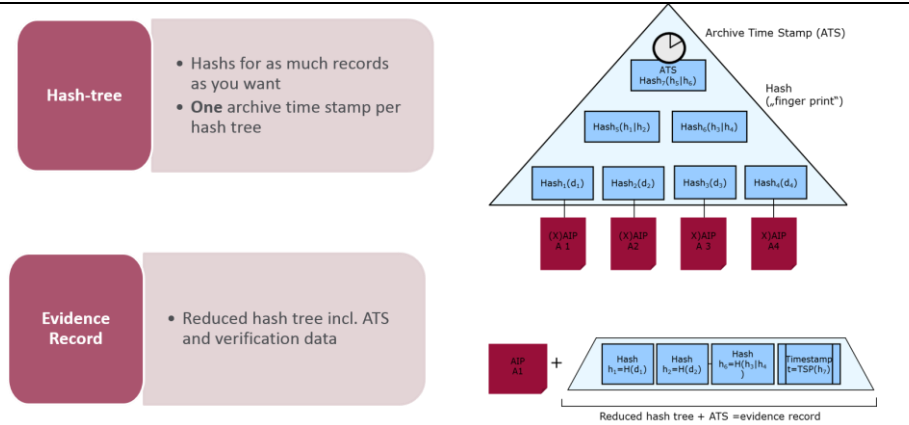 Hash-tree
• Hashs for as much records
as you want
• One archive time stamp per
hash tree
Archive Time Stamp (ATS)
ATS
Hash₇(h₅|h₆)
Hash
(„finger print“)
Hash₅(h₁|h₂)
Hash₆(h₃|h₄)
Hash₁(d₁)
Hash₂(d₂)
Hash₃(d₃)
Hash₄(d₄)
(X)AIP
A 1
(X)AIP
A2
X)AIP
A 3
X)AIP
A4
Evidence
Record
• Reduced hash tree incl. ATS
and verification data
AIP
A1
+
Hash
h₁=H(d₁)
Hash
h₂=H(d₂)
Hash
h₆=H(h₃|h₄
)
Timestamp
t=TSP(h₇)
Reduced hash tree + ATS =evidence record